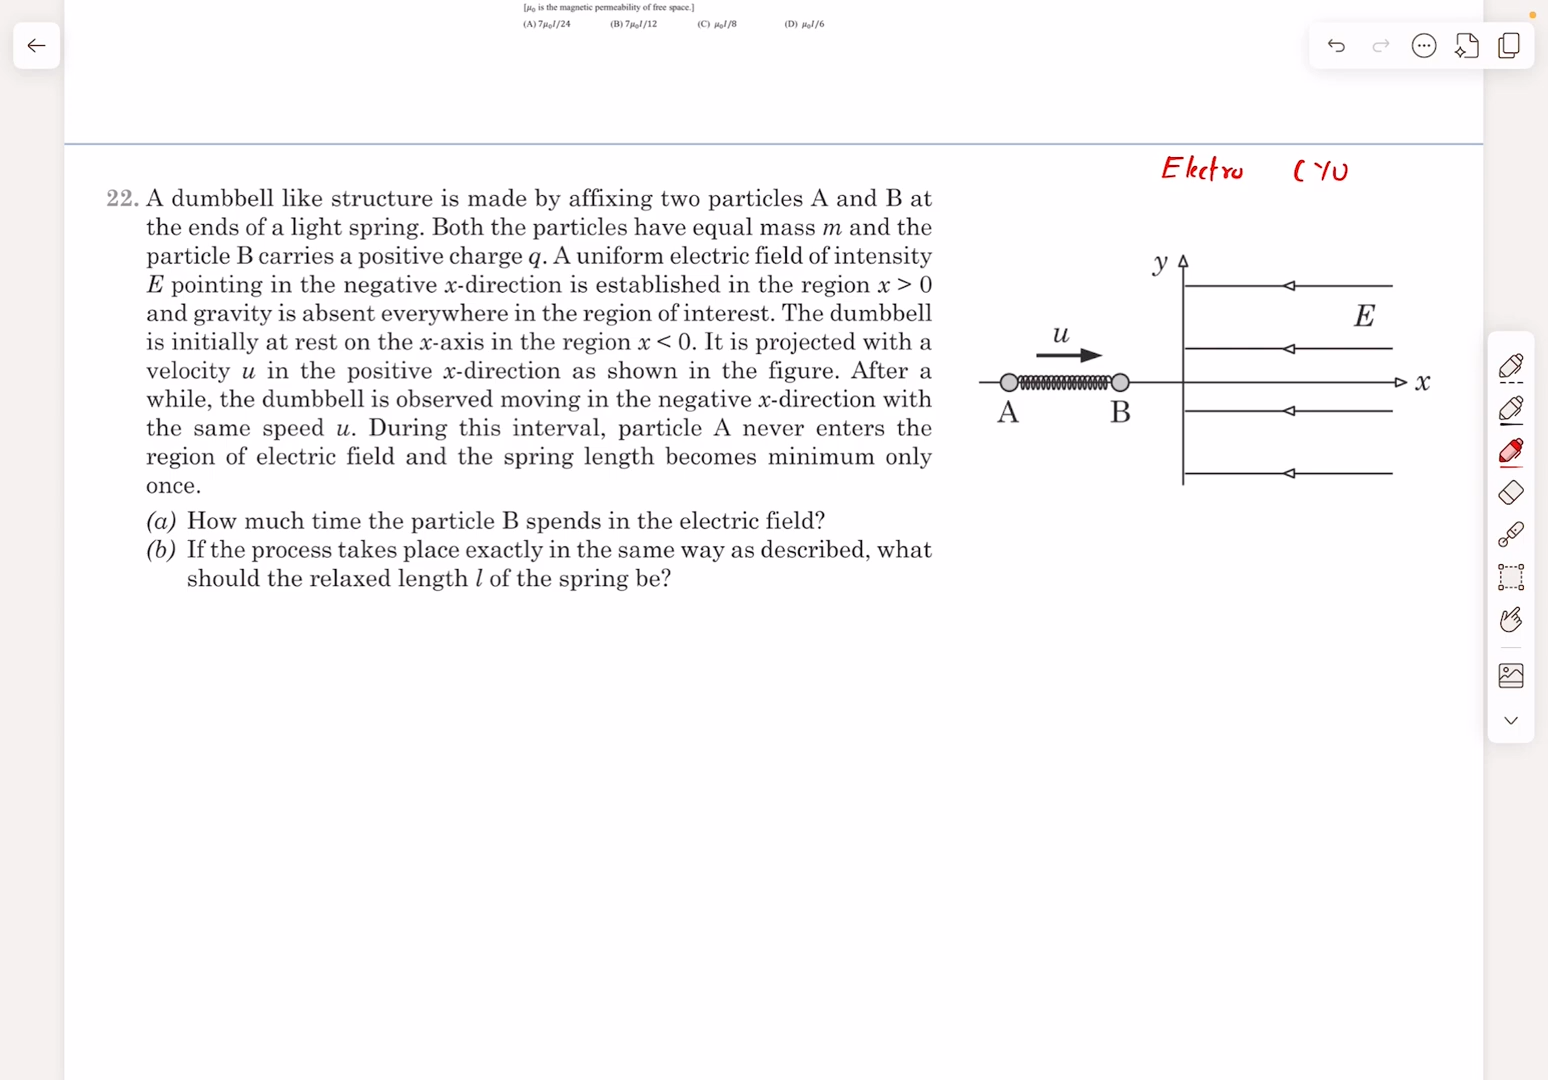 [μ₀ is the magnetic permeability of free space.]
(A) 7μ₀I/24 (B) 7μ₀I/12 (C) μ₀I/8 (D) μ₀I/6
Electro
22. A dumbbell like structure is made by affixing two particles A and B at
the ends of a light spring. Both the particles have equal mass m and the
particle B carries a positive charge q. A uniform electric field of intensity
E pointing in the negative x-direction is established in the region x > 0
and gravity is absent everywhere in the region of interest. The dumbbell
is initially at rest on the x-axis in the region x < 0. It is projected with a
velocity u in the positive x-direction as shown in the figure. After a
while, the dumbbell is observed moving in the negative x-direction with
the same speed u. During this interval, particle A never enters the
region of electric field and the spring length becomes minimum only
once.
(a) How much time the particle B spends in the electric field?
(b) If the process takes place exactly in the same way as described, what
should the relaxed length l of the spring be?
y
E
u
x
A B